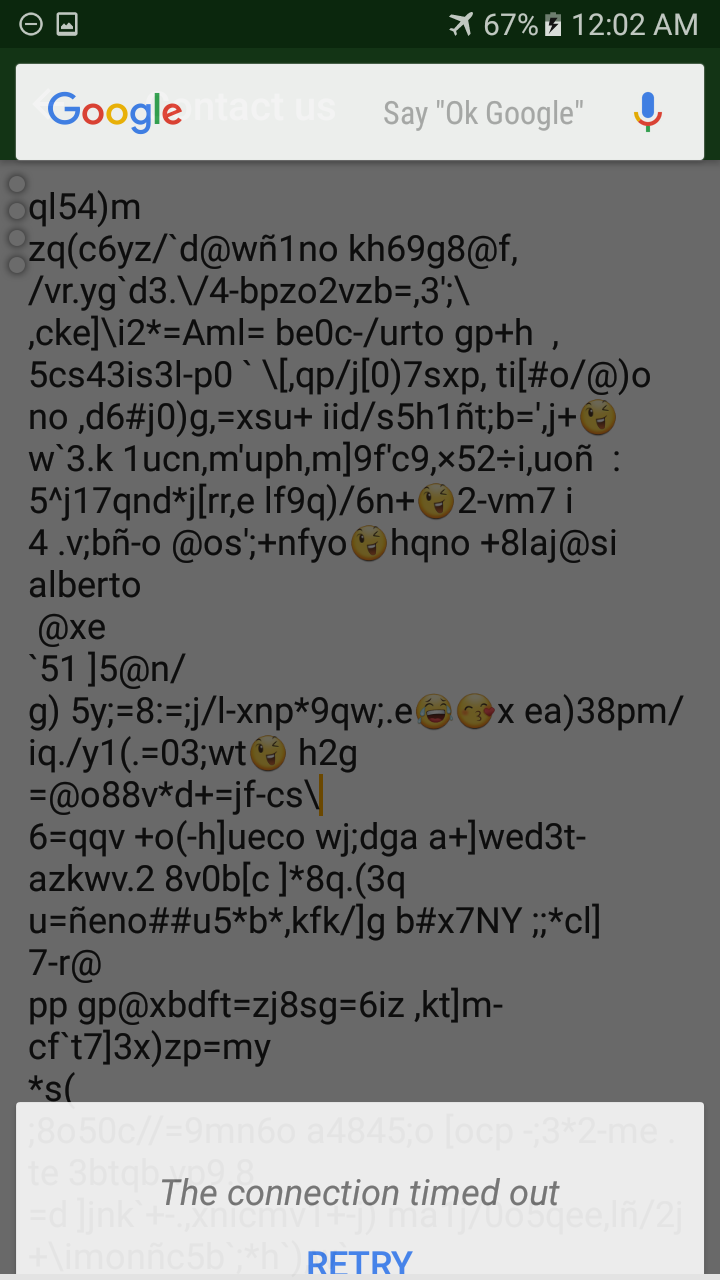 67% 12:02 AM
Contact us
Google Say "Ok Google"
ql54)m
zq(c6yz/`d@wñ1no kh69g8@f,
/vr.yg`d3.\/4-bpzo2vzb=,3';\
,cke]\i2*=Aml= be0c-/urto gp+h  ,
5cs43is3l-p0 ` \[,qp/j[0)7sxp, ti[#o/@)o
no ,d6#j0)g,=xsu+ iid/s5h1ñt;b=',j+😉
w`3.k 1ucn,m'uph,m]9f'c9,×52÷i,uoñ  :
5^j17qnd*j[rr,e lf9q)/6n+😉2-vm7 i
4 .v;bñ-o @os';+nfyo😉hqno +8laj@si
alberto
 @xe
`51 ]5@n/
g) 5y;=8:=;j/l-xnp*9qw;.e😂😘x ea)38pm/
iq./y1(.=03;wt😉 h2g
=@o88v*d+=jf-cs\
6=qqv +o(-h]ueco wj;dga a+]wed3t-
azkwv.2 8v0b[c ]*8q.(3q
u=ñeno##u5*b*,kfk/]g b#x7NY ;;*cl]
7-r@
pp gp@xbdft=zj8sg=6iz ,kt]m-
cf`t7]3x)zp=my
*s(
;8o50c//=9mn6o a4845;o [ocp -;3*2-me .
te 3btqb
The connection timed out
=d ]jnk`+-.,xnicmv1+-j) ma1j/0o5qee,lñ/2j
+\imonñc5b`;*h`)
RETRY